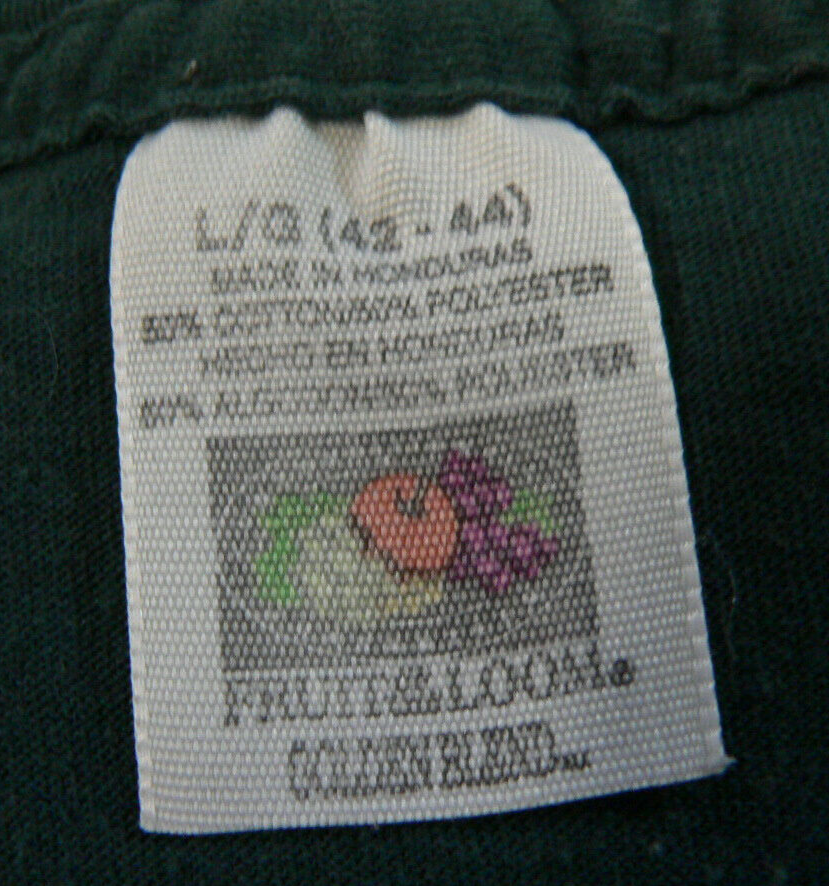 L/G (42 - 44)
MADE IN HONDURAS
50% COTTON/50% POLYESTER
HECHO EN HONDURAS
50% ALGODON/50% POLIESTER
FRUIT OF THE LOOM®
GOLDEN BLEND™